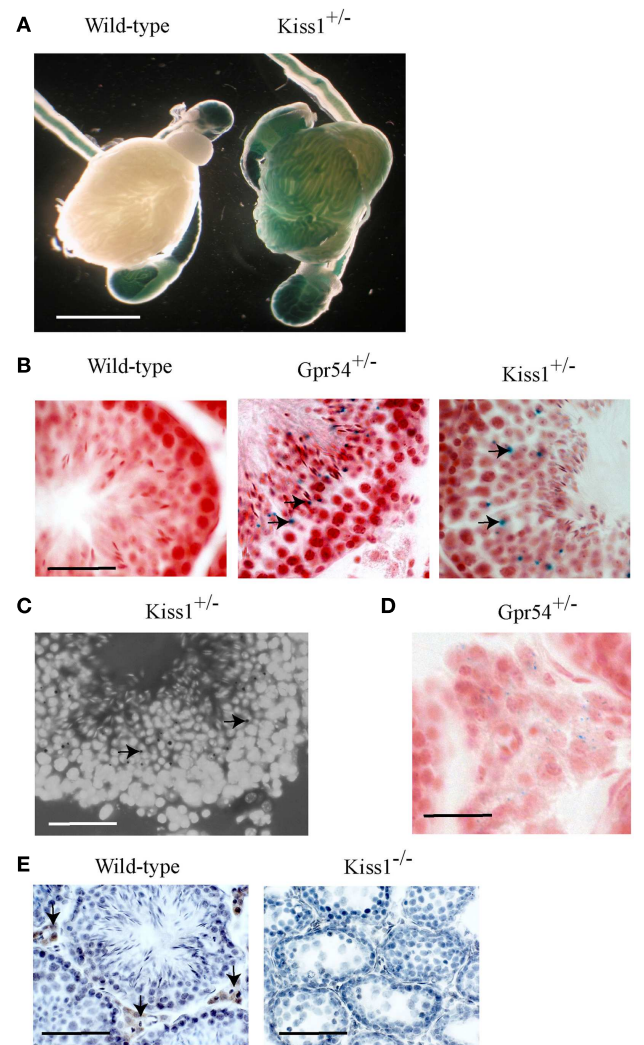 A Wild-type Kiss1+/-
B Wild-type Gpr54+/- Kiss1+/-
C Kiss1+/-
D Gpr54+/-
E Wild-type Kiss1-/-